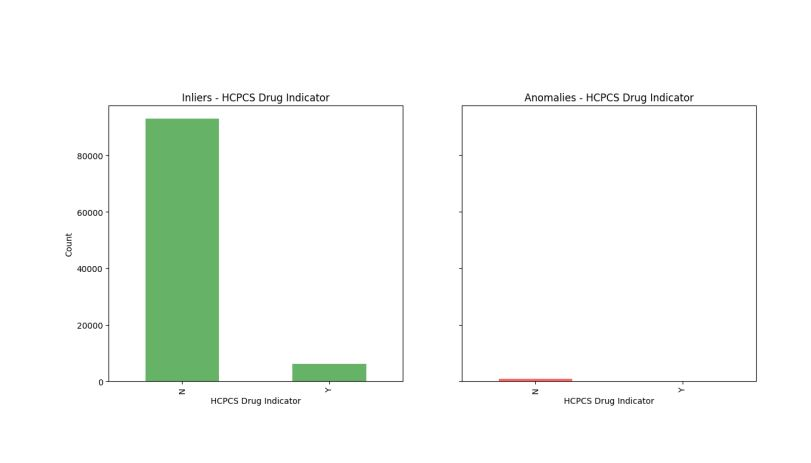 Inliers - HCPCS Drug Indicator
Count
80000
60000
40000
20000
0
N
Y
HCPCS Drug Indicator
Anomalies - HCPCS Drug Indicator
N
Y
HCPCS Drug Indicator